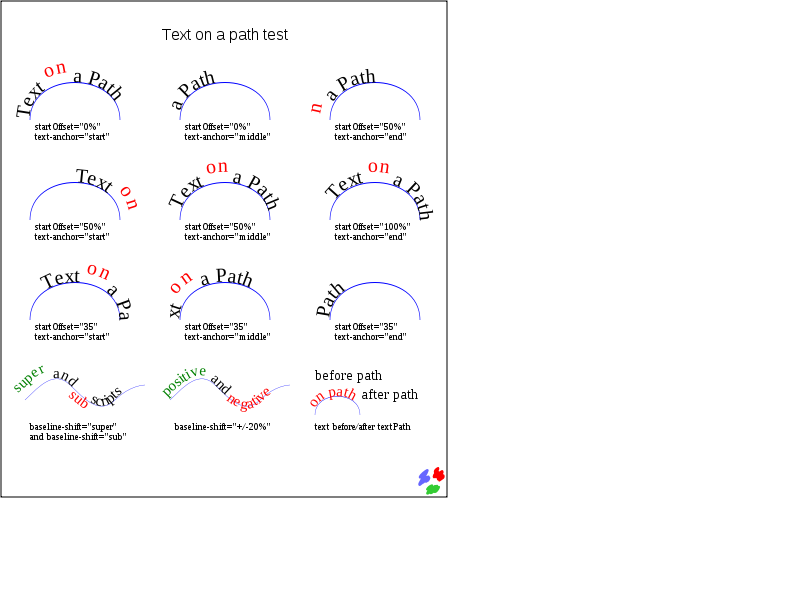 Text on a path test
Text on a Path
startOffset="0%"
text-anchor="start"
a Path
startOffset="0%"
text-anchor="middle"
n a Path
startOffset="50%"
text-anchor="end"
Text on
startOffset="50%"
text-anchor="start"
Text on a Path
startOffset="50%"
text-anchor="middle"
Text on a Path
startOffset="100%"
text-anchor="end"
Text on a Pa
startOffset="35"
text-anchor="start"
xt on a Path
startOffset="35"
text-anchor="middle"
Path
startOffset="35"
text-anchor="end"
super and sub scripts
baseline-shift="super"
and baseline-shift="sub"
positive and negative
baseline-shift="+/-20%"
before path
on path after path
text before/after textPath